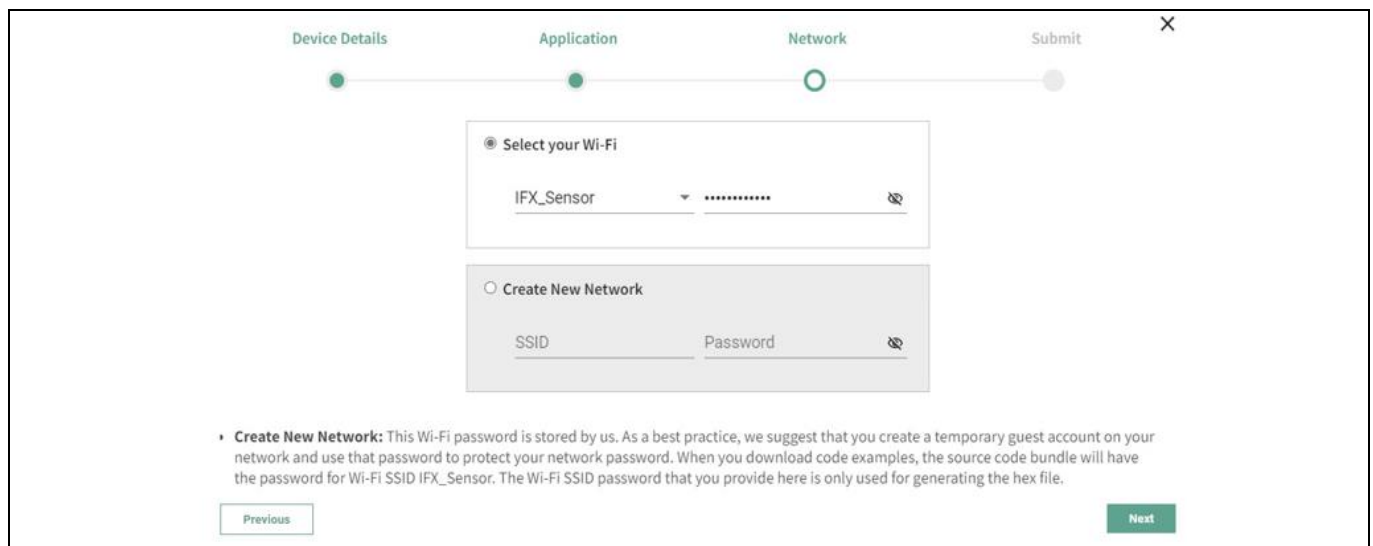 Device Details Application Network Submit
Select your Wi-Fi
IFX_Sensor ••••••••••••
Create New Network
SSID Password
Create New Network: This Wi-Fi password is stored by us. As a best practice, we suggest that you create a temporary guest account on your
network and use that password to protect your network password. When you download code examples, the source code bundle will have
the password for Wi-Fi SSID IFX_Sensor. The Wi-Fi SSID password that you provide here is only used for generating the hex file.
Previous Next